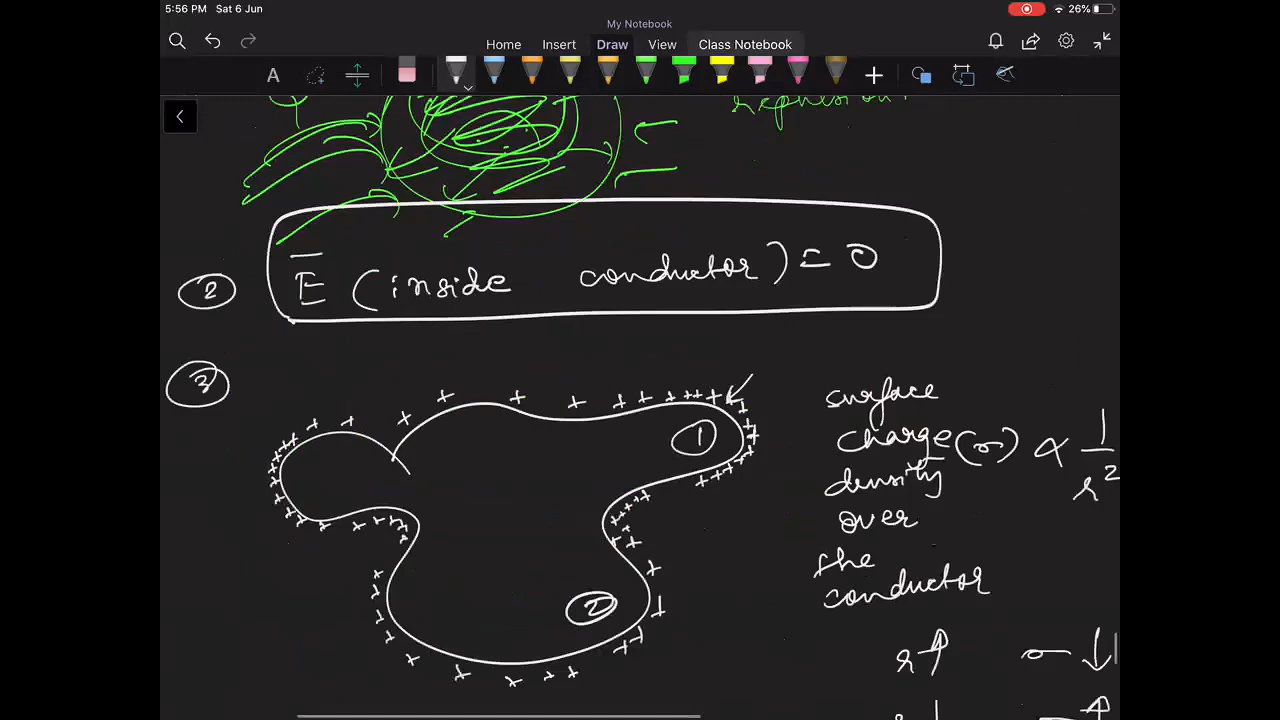 5:56 PM Sat 6 Jun
26%
My Notebook
Home Insert Draw View Class Notebook
A
repulsion.
② E (inside conductor) = 0
③
+ + + + + + + + + +
①
②
surface
charge (σ) ∝ 1/r²
density
over
the
conductor
r↑ σ↓